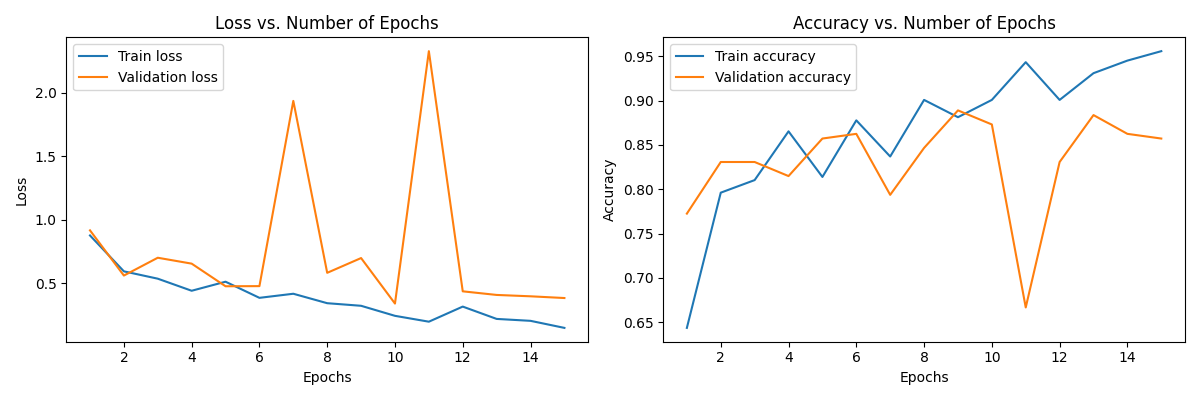 Loss vs. Number of Epochs
Train loss
Validation loss
2.0
1.5
1.0
0.5
Loss
2 4 6 8 10 12 14
Epochs
Accuracy vs. Number of Epochs
Train accuracy
Validation accuracy
0.95
0.90
0.85
0.80
0.75
0.70
0.65
Accuracy
2 4 6 8 10 12 14
Epochs